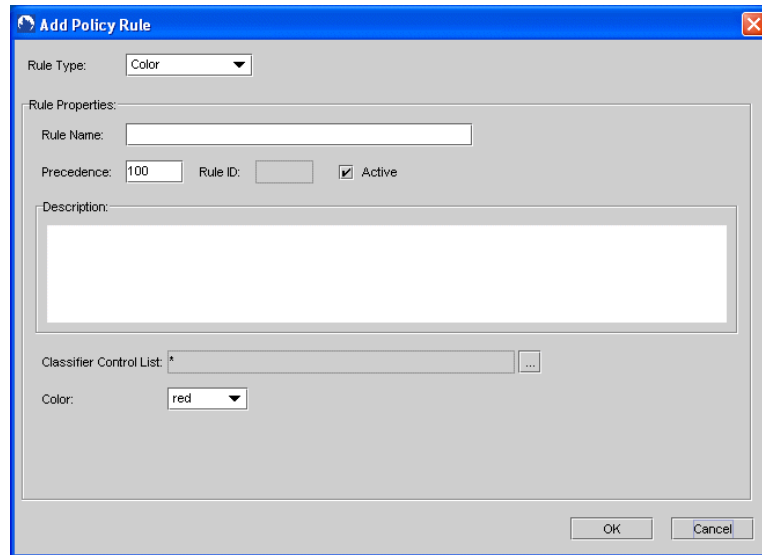 Add Policy Rule
Rule Type: Color
Rule Properties:
Rule Name:
Precedence: 100 Rule ID: Active
Description:
Classifier Control List: * ...
Color: red
OK Cancel